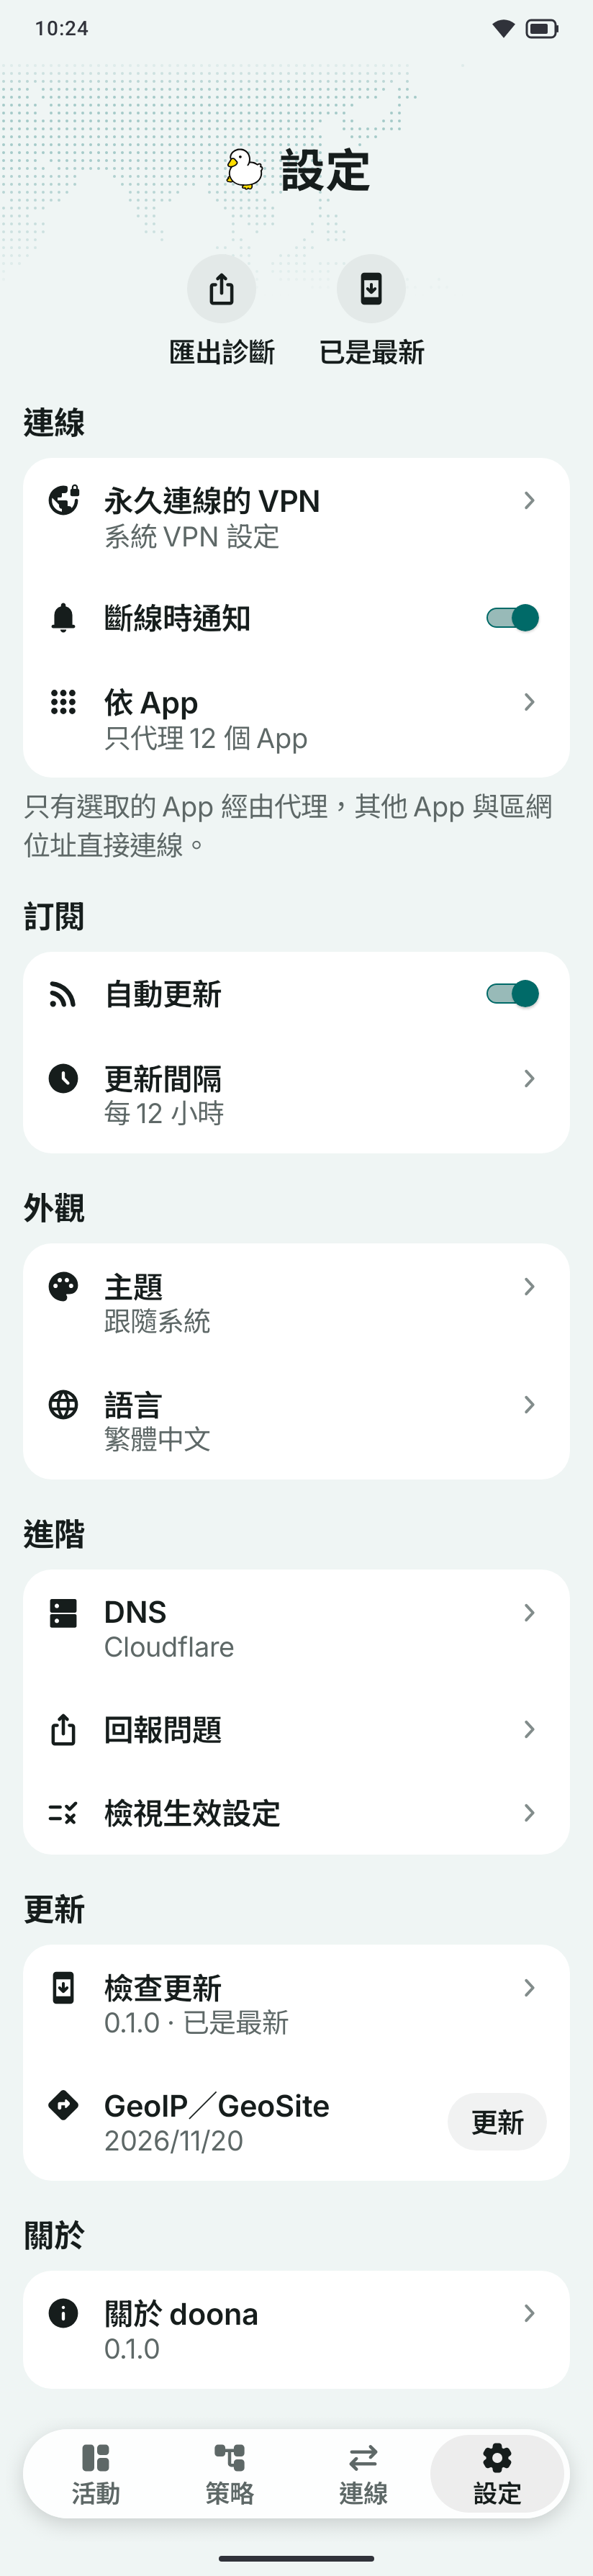 10:24
設定
匯出診斷
已是最新
連線
永久連線的 VPN
系統 VPN 設定
斷線時通知
依 App
只代理 12 個 App
只有選取的 App 經由代理，其他 App 與區網
位址直接連線。
訂閱
自動更新
更新間隔
每 12 小時
外觀
主題
跟隨系統
語言
繁體中文
進階
DNS
Cloudflare
回報問題
檢視生效設定
更新
檢查更新
0.1.0 · 已是最新
GeoIP／GeoSite
2026/11/20
更新
關於
關於 doona
0.1.0
活動
策略
連線
設定